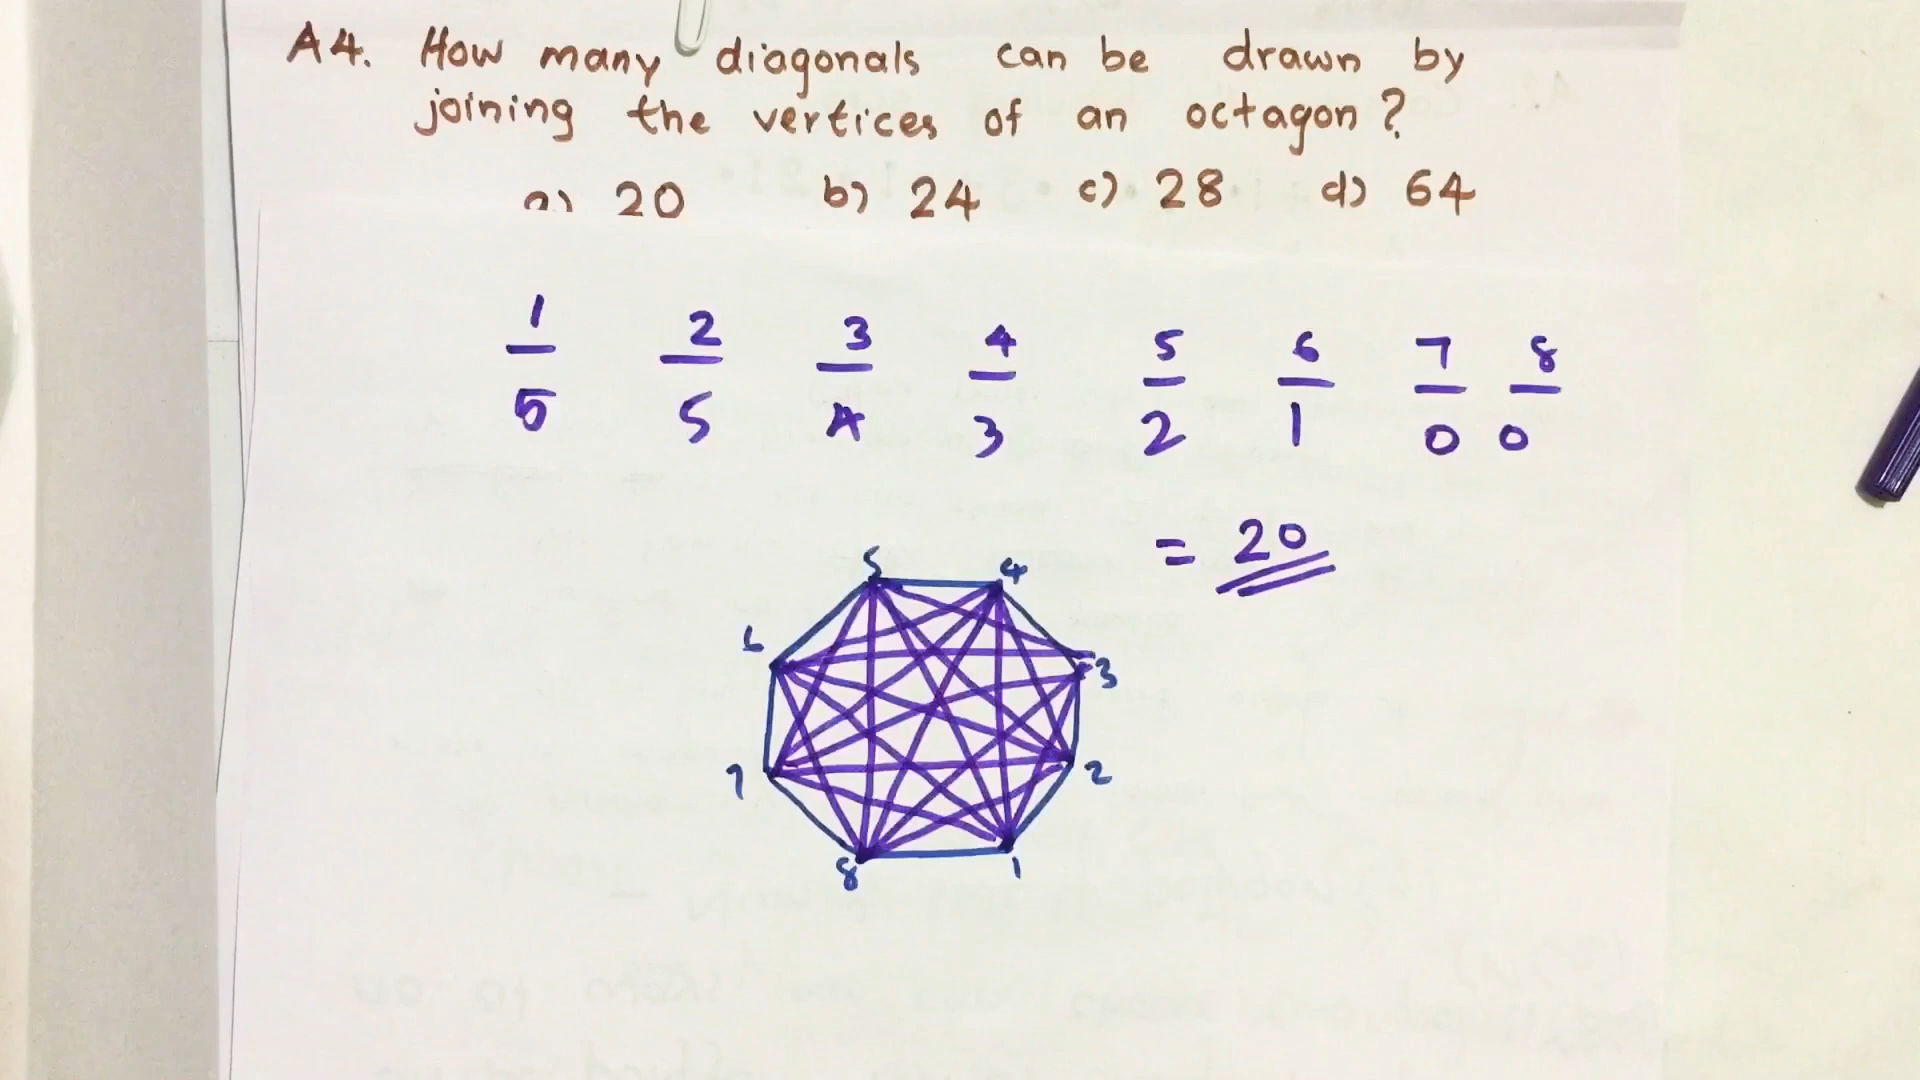 A4. How many diagonals can be drawn by
joining the vertices of an octagon?
a) 20 b) 24 c) 28 d) 64
1 2 3 4 5 6 7 8
5 5 4 3 2 1 0 0
= 20
5 4
6 3
7 2
8 1